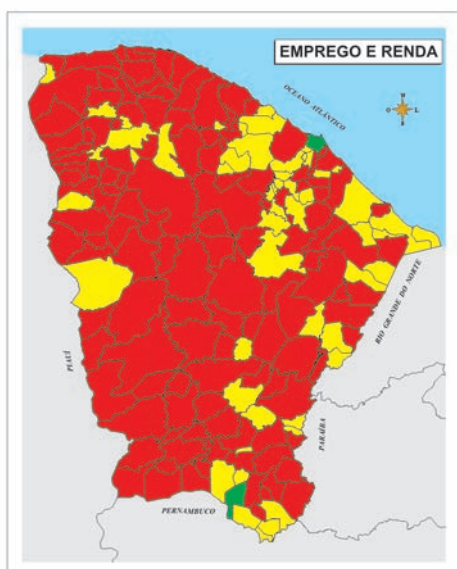 EMPREGO E RENDA
OCEANO ATLÂNTICO
N
O L
S
RIO GRANDE DO NORTE
PIAUÍ
PARAÍBA
PERNAMBUCO